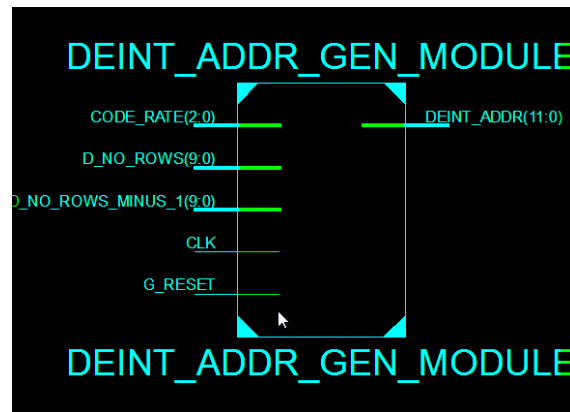 DEINT_ADDR_GEN_MODULE
CODE_RATE(2:0)
DEINT_ADDR(11:0)
D_NO_ROWS(9:0)
D_NO_ROWS_MINUS_1(9:0)
CLK
G_RESET
DEINT_ADDR_GEN_MODULE